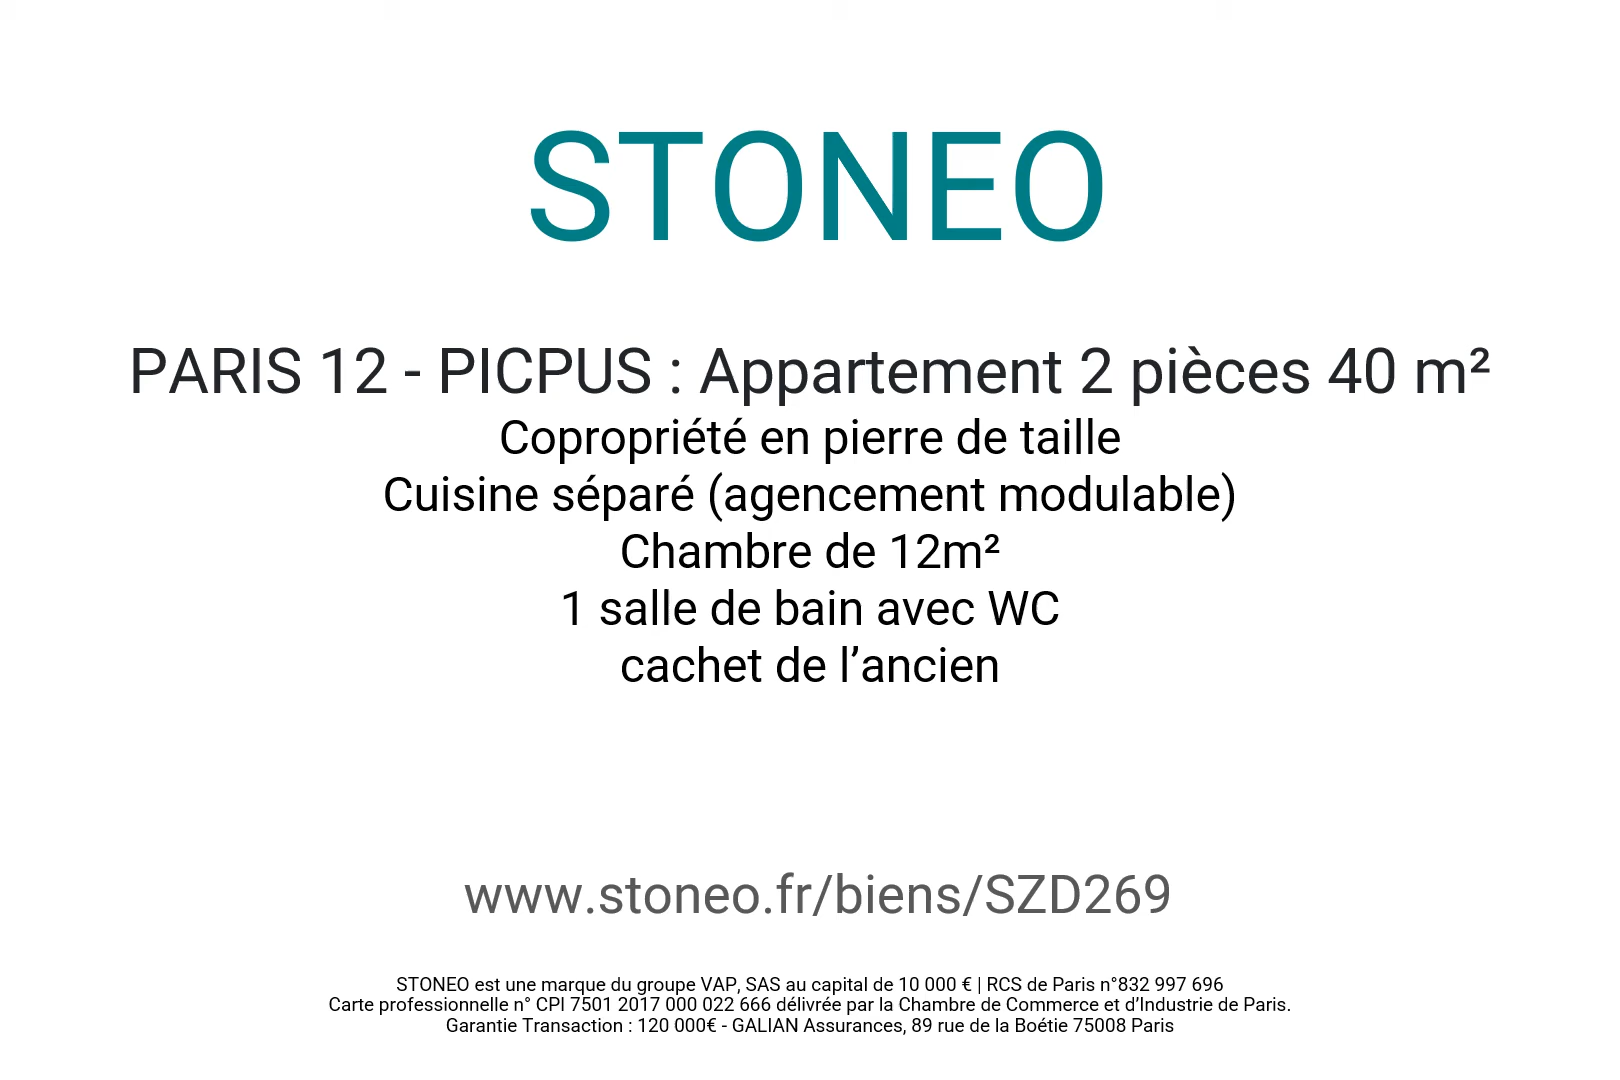 STONEO
PARIS 12 - PICPUS : Appartement 2 pièces 40 m²
Copropriété en pierre de taille
Cuisine séparé (agencement modulable)
Chambre de 12m²
1 salle de bain avec WC
cachet de l’ancien
www.stoneo.fr/biens/SZD269
STONEO est une marque du groupe VAP, SAS au capital de 10 000 € | RCS de Paris n°832 997 696
Carte professionnelle n° CPI 7501 2017 000 022 666 délivrée par la Chambre de Commerce et d’Industrie de Paris.
Garantie Transaction : 120 000€ - GALIAN Assurances, 89 rue de la Boétie 75008 Paris